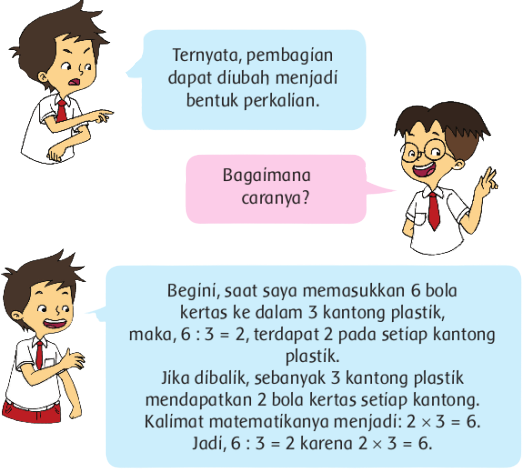 Ternyata, pembagian
dapat diubah menjadi
bentuk perkalian.
Bagaimana
caranya?
Begini, saat saya memasukkan 6 bola
kertas ke dalam 3 kantong plastik,
maka, 6 : 3 = 2, terdapat 2 pada setiap kantong
plastik.
Jika dibalik, sebanyak 3 kantong plastik
mendapatkan 2 bola kertas setiap kantong.
Kalimat matematikanya menjadi: 2 × 3 = 6.
Jadi, 6 : 3 = 2 karena 2 × 3 = 6.